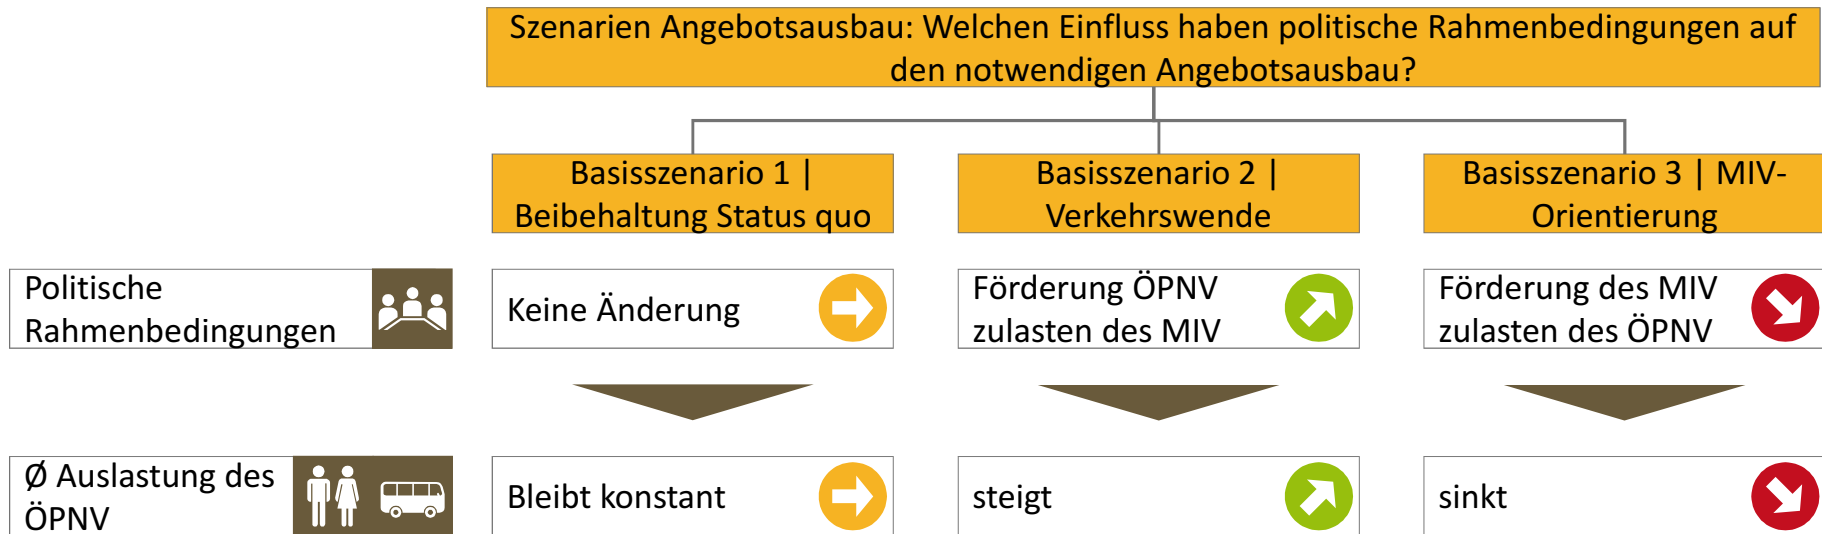 Szenarien Angebotsausbau: Welchen Einfluss haben politische Rahmenbedingungen auf
den notwendigen Angebotsausbau?
Basisszenario 1 |
Beibehaltung Status quo
Basisszenario 2 |
Verkehrswende
Basisszenario 3 | MIV-
Orientierung
Politische
Rahmenbedingungen
Keine Änderung
Förderung ÖPNV
zulasten des MIV
Förderung des MIV
zulasten des ÖPNV
Ø Auslastung des
ÖPNV
Bleibt konstant
steigt
sinkt